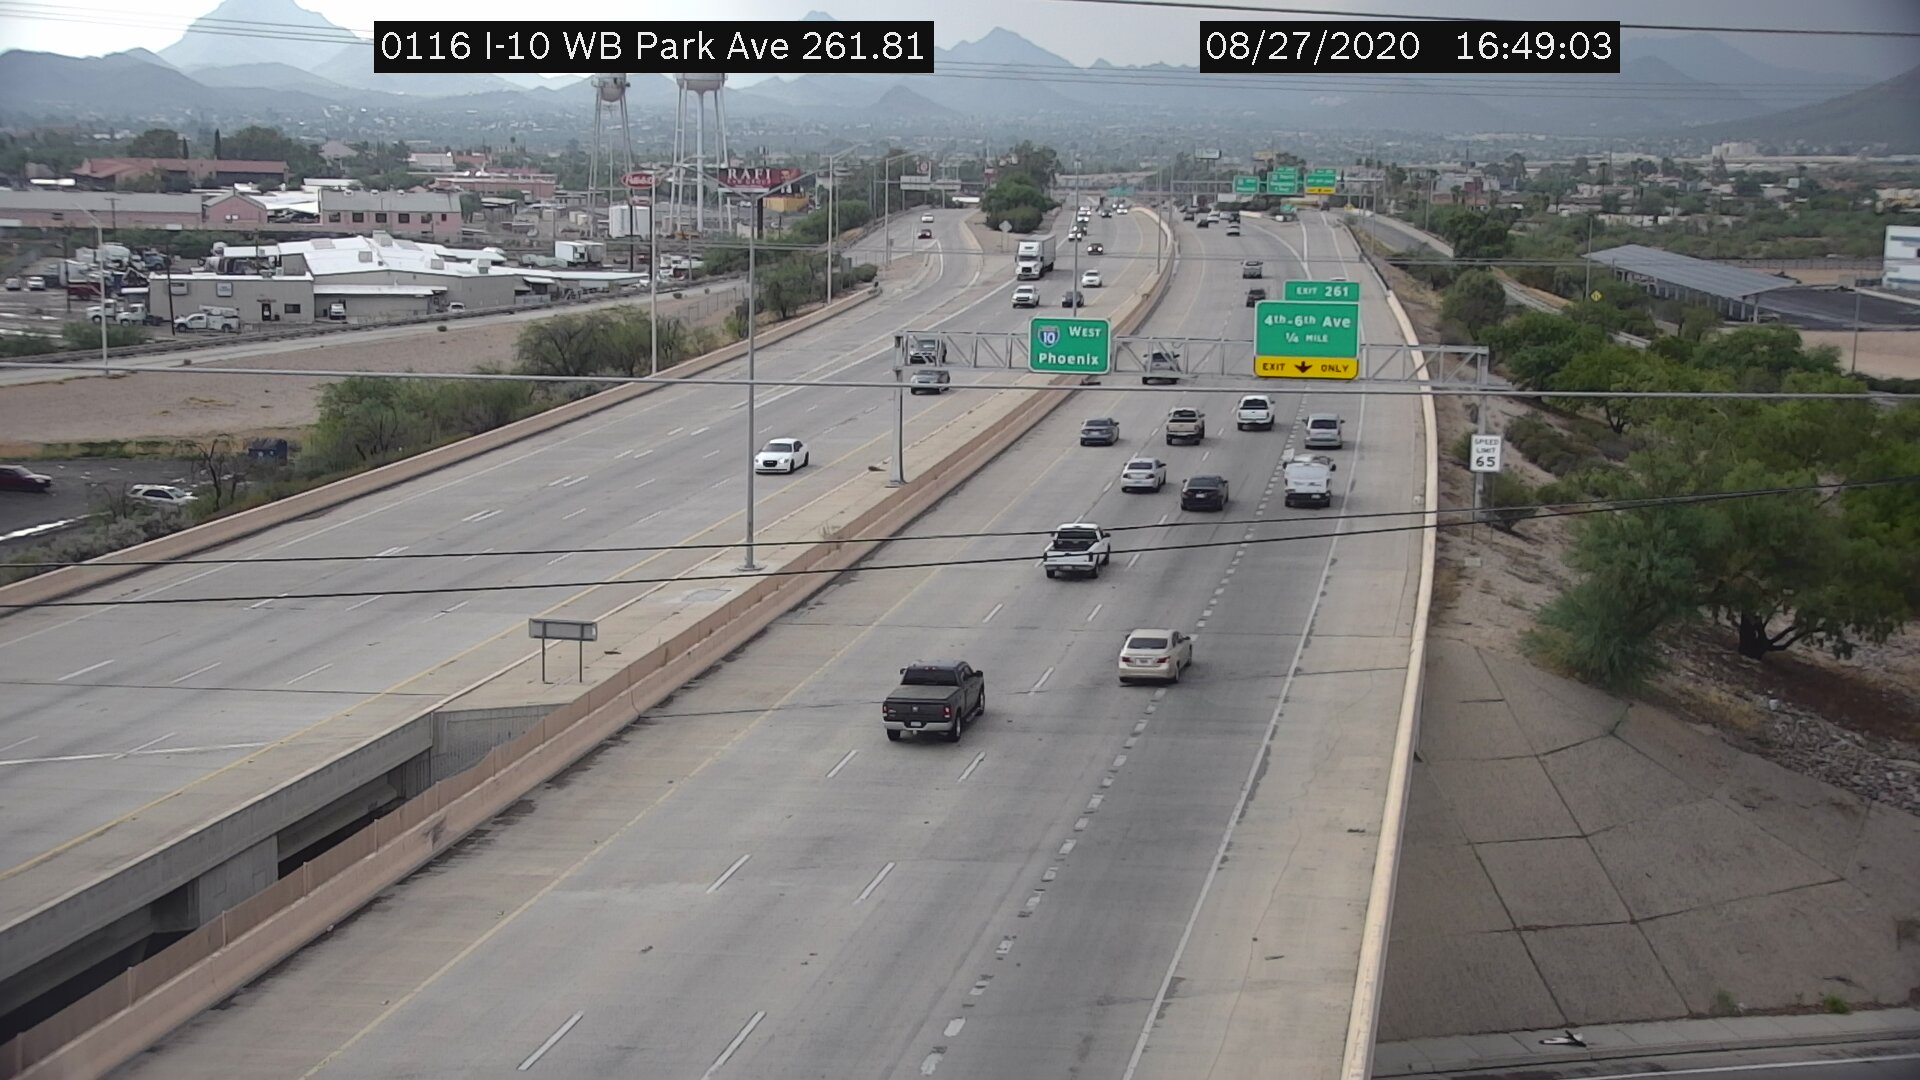 0116 I-10 WB Park Ave 261.81
08/27/2020 16:49:03
RAFI
EXIT 261
10 WEST
Phoenix
4th-6th Ave
1/4 MILE
EXIT ONLY
SPEED
LIMIT
65